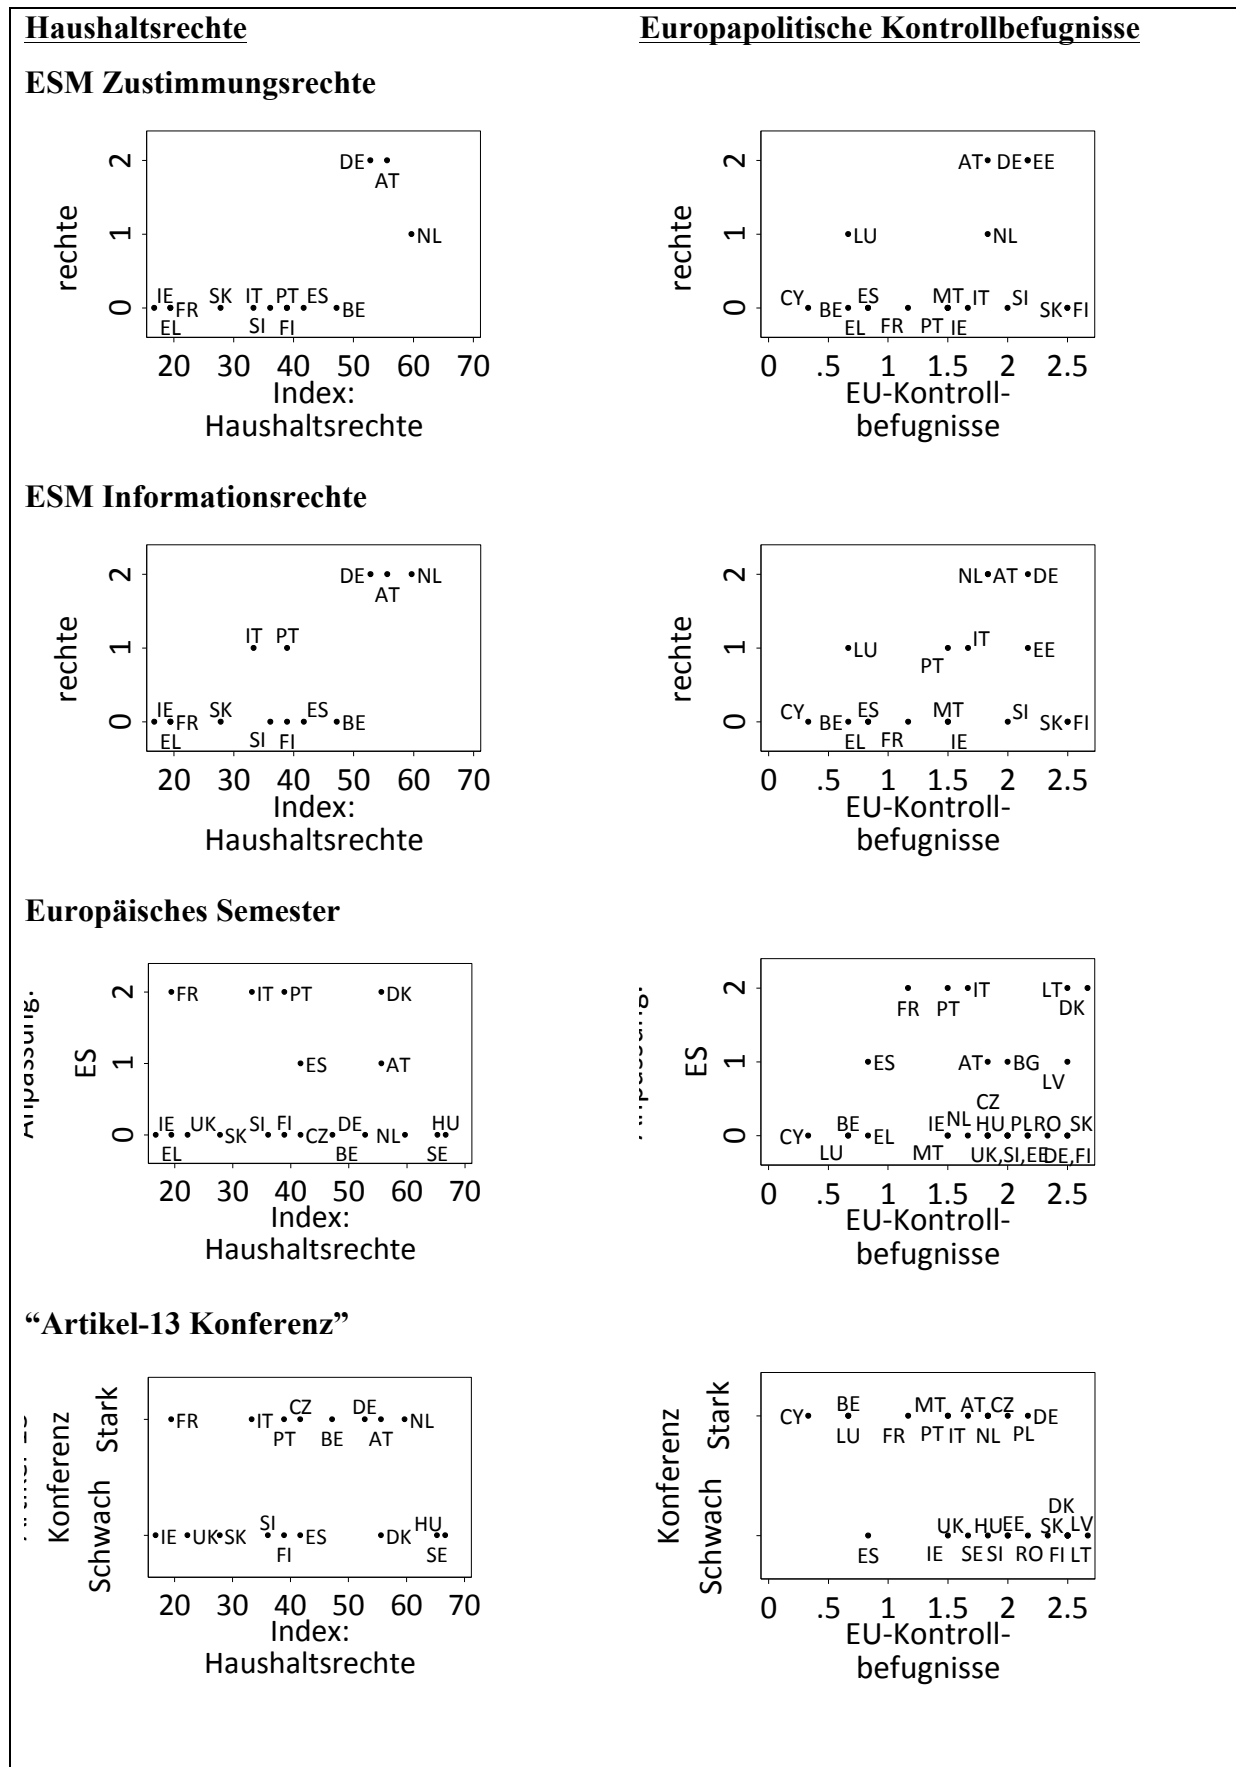 Haushaltsrechte
Europapolitische Kontrollbefugnisse
ESM Zustimmungsrechte
rechte
2
1
0
DE
AT
NL
IE SK IT PT ES
FR BE
EL SI FI
20 30 40 50 60 70
Index:
Haushaltsrechte
rechte
2
1
0
AT DE EE
LU NL
CY BE ES MT IT SI SK FI
EL FR PT IE
0 .5 1 1.5 2 2.5
EU-Kontroll-
befugnisse
ESM Informationsrechte
rechte
2
1
0
DE NL
AT
IT PT
IE SK ES
FR BE
EL SI FI
20 30 40 50 60 70
Index:
Haushaltsrechte
rechte
2
1
0
NL AT DE
LU IT EE
PT
CY BE ES MT SI SK FI
EL FR IE
0 .5 1 1.5 2 2.5
EU-Kontroll-
befugnisse
Europäisches Semester
Anpassung.
ES
2
1
0
FR IT PT DK
ES AT
IE UK SI FI DE HU
SK CZ NL
EL BE SE
20 30 40 50 60 70
Index:
Haushaltsrechte
Anpassung.
ES
2
1
0
IT LT
FR PT DK
ES AT BG
LV
CZ
BE IE NL HU PL RO SK
CY EL
LU MT UK,SI,EE DE,FI
0 .5 1 1.5 2 2.5
EU-Kontroll-
befugnisse
“Artikel-13 Konferenz”
Konferenz
Schwach Stark
CZ DE
FR IT NL
PT BE AT
SI HU
IE UK SK ES DK
FI SE
20 30 40 50 60 70
Index:
Haushaltsrechte
Konferenz
Schwach Stark
BE MT AT CZ
CY DE
LU FR PT IT NL PL
DK
UK HU EE SK LV
ES IE SE SI RO FI LT
0 .5 1 1.5 2 2.5
EU-Kontroll-
befugnisse